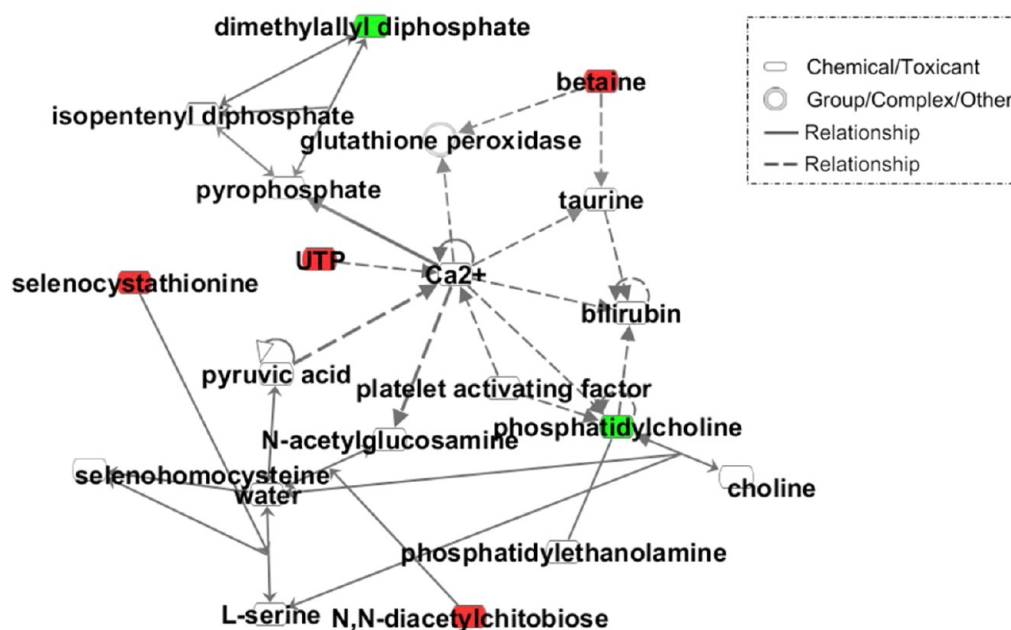 dimethylallyl diphosphate
betaine
isopentenyl diphosphate
glutathione peroxidase
pyrophosphate
taurine
UTP
Ca2+
selenocystathionine
bilirubin
pyruvic acid
platelet activating factor
phosphatidylcholine
N-acetylglucosamine
selenohomocysteine
water
choline
phosphatidylethanolamine
L-serine
N,N-diacetylchitobiose
Chemical/Toxicant
Group/Complex/Other
Relationship
Relationship